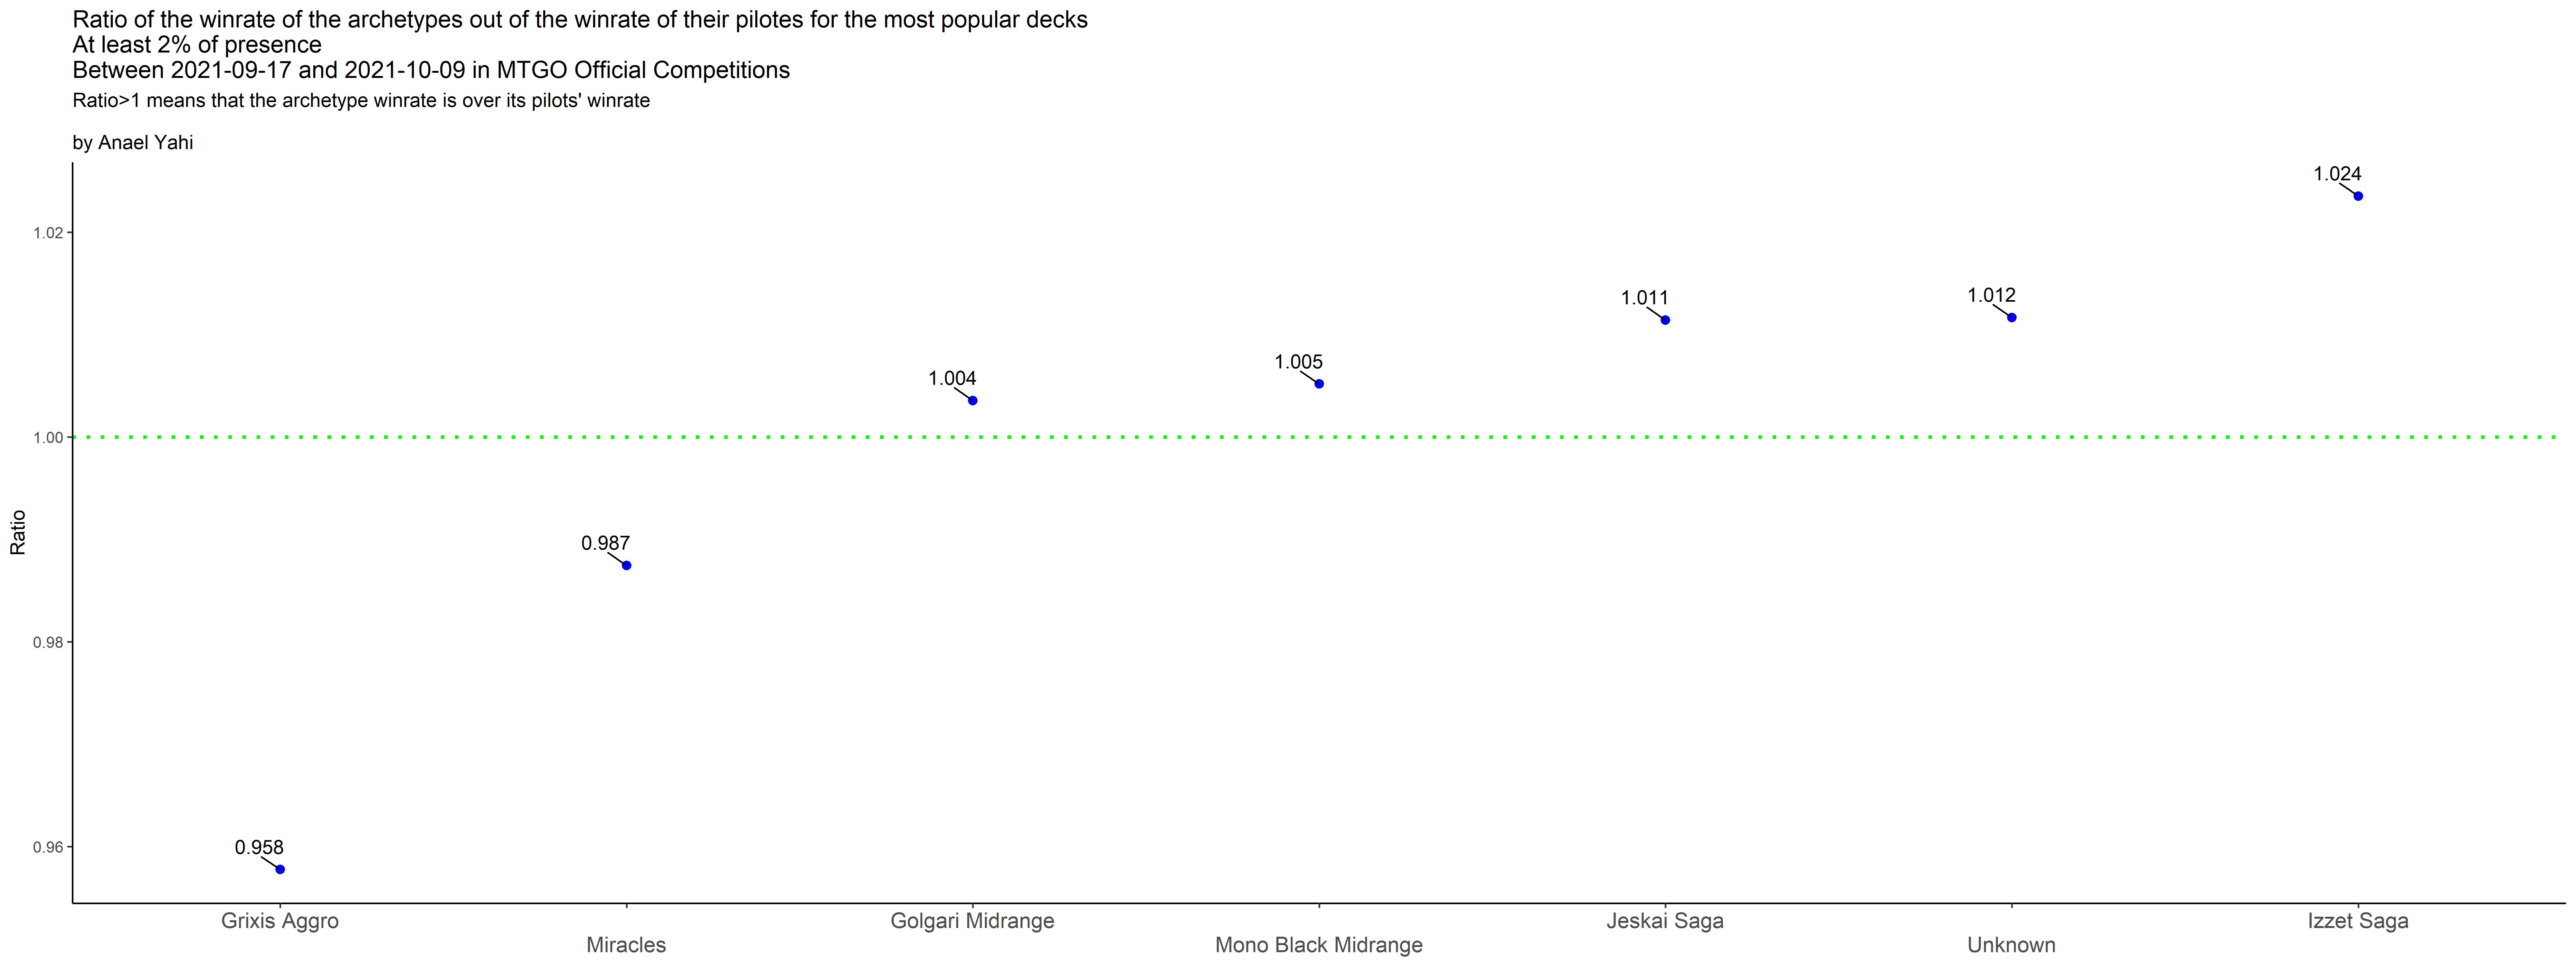 Ratio of the winrate of the archetypes out of the winrate of their pilotes for the most popular decks
At least 2% of presence
Between 2021-09-17 and 2021-10-09 in MTGO Official Competitions
Ratio>1 means that the archetype winrate is over its pilots' winrate
by Anael Yahi
1.024
1.02
1.011
1.012
1.004
1.005
1.00
Ratio
0.987
0.98
0.958
0.96
Grixis Aggro
Miracles
Golgari Midrange
Mono Black Midrange
Jeskai Saga
Unknown
Izzet Saga